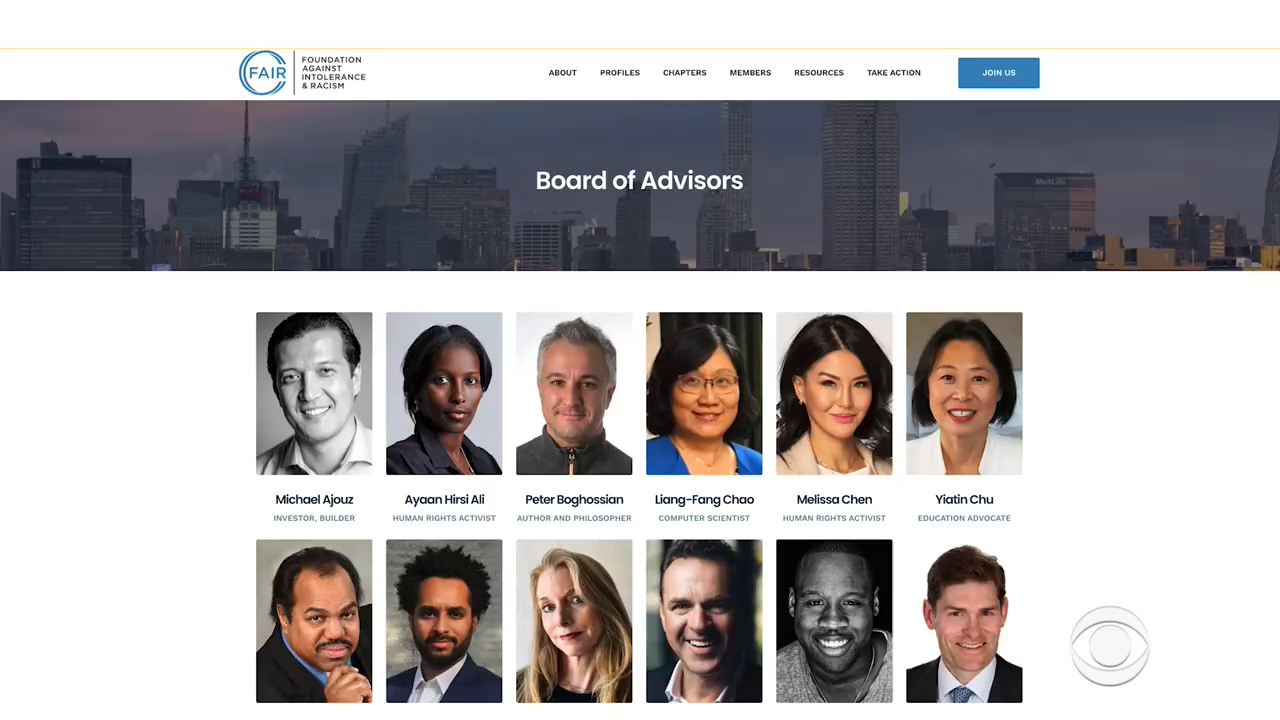 FAIR
FOUNDATION
AGAINST
INTOLERANCE
& RACISM
ABOUT PROFILES CHAPTERS MEMBERS RESOURCES TAKE ACTION JOIN US
MetLife
Board of Advisors
Michael Ajouz Ayaan Hirsi Ali Peter Boghossian Liang-Fang Chao Melissa Chen Yiatin Chu
INVESTOR, BUILDER HUMAN RIGHTS ACTIVIST AUTHOR AND PHILOSOPHER COMPUTER SCIENTIST HUMAN RIGHTS ACTIVIST EDUCATION ADVOCATE